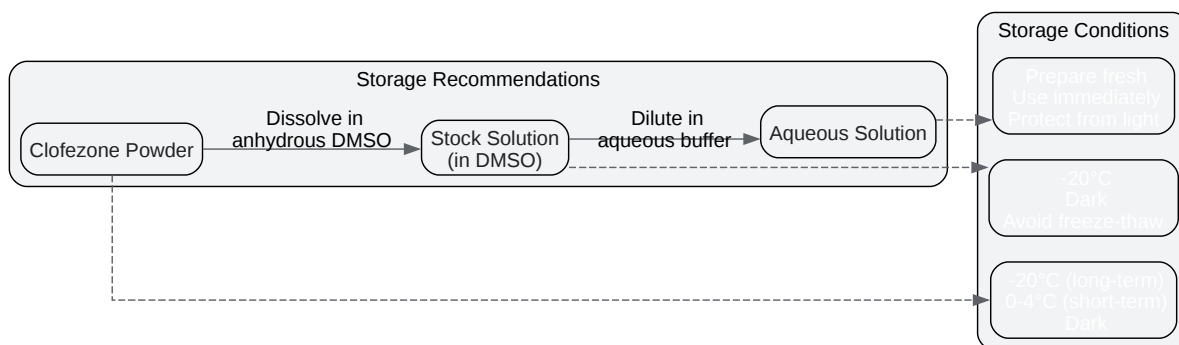 Storage Conditions
Storage Recommendations
Prepare fresh
Use immediately
Protect from light
Dissolve in
anhydrous DMSO
Dilute in
aqueous buffer
Clofezone Powder
Stock Solution
(in DMSO)
Aqueous Solution
-20°C
Dark
Avoid freeze-thaw
-20°C (long-term)
0-4°C (short-term)
Dark